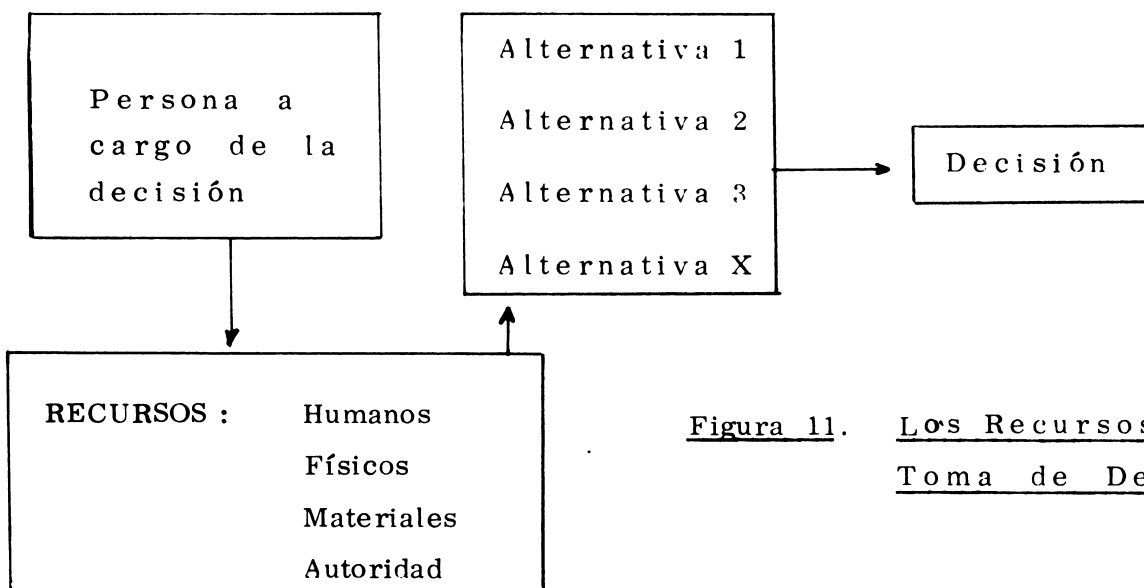 Persona a
cargo de la
decisión
Alternativa 1
Alternativa 2
Alternativa 3
Alternativa X
Decisión
RECURSOS : Humanos
Físicos
Materiales
Autoridad
Figura 11. Los Recursos
Toma de De